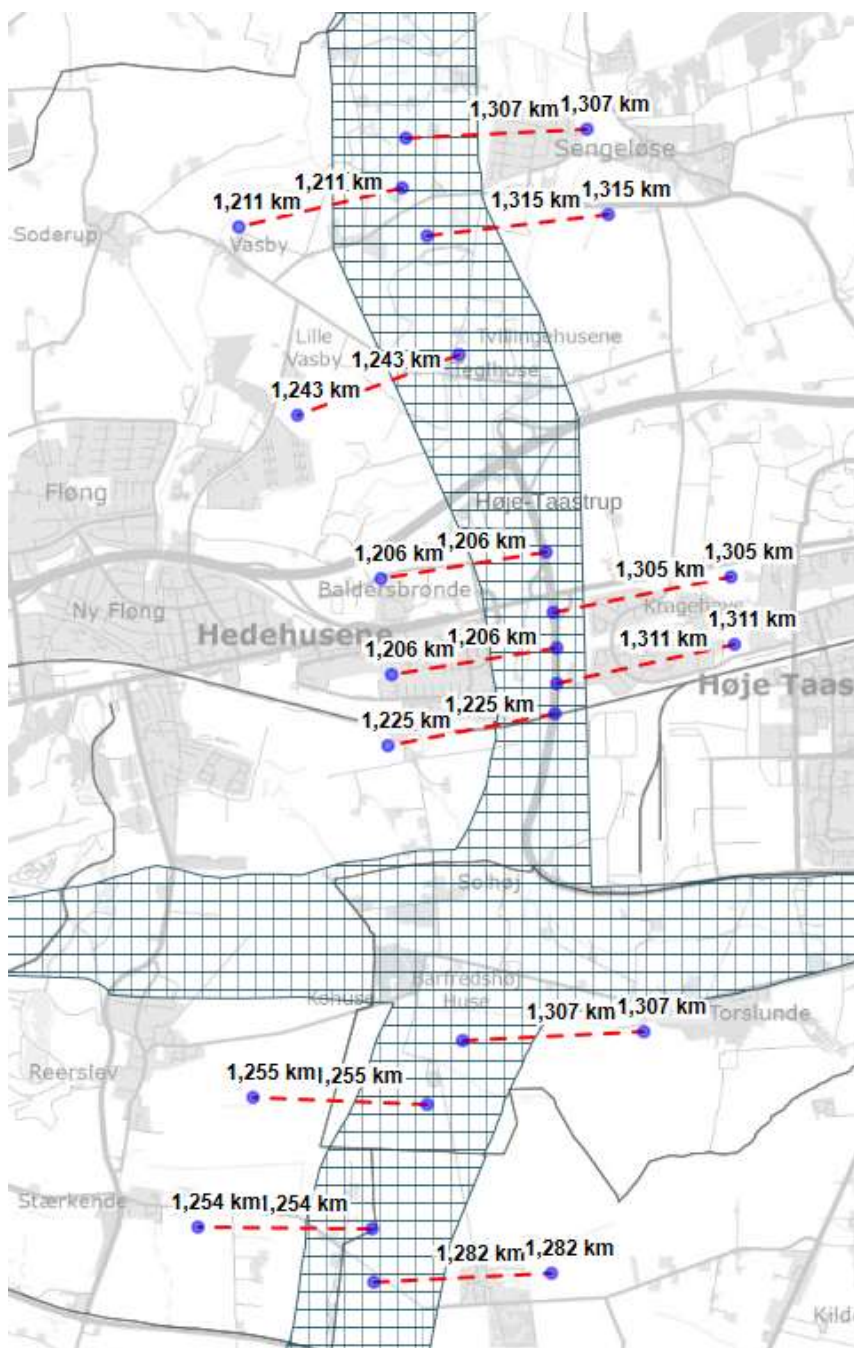 1,307 km
1,307 km
Sengeløse
1,211 km
1,211 km
1,315 km
1,315 km
Soderup
Vasby
Lille
Vasby
Tvillingehusene
1,243 km
Teglhuse
1,243 km
Fløng
Høje-Taastrup
1,206 km
1,206 km
1,305 km
1,305 km
Baldersbrønde
Ny Fløng
Kragehave
Hedehusene
1,206 km
1,206 km
1,311 km
1,311 km
Høje Taas
1,225 km
1,225 km
Solhøj
Barfredshøj
Huse
Køhuse
1,307 km
1,307 km
Torslunde
Reerslev
1,255 km
1,255 km
Stærkende
1,254 km
1,254 km
1,282 km
1,282 km
Kilde